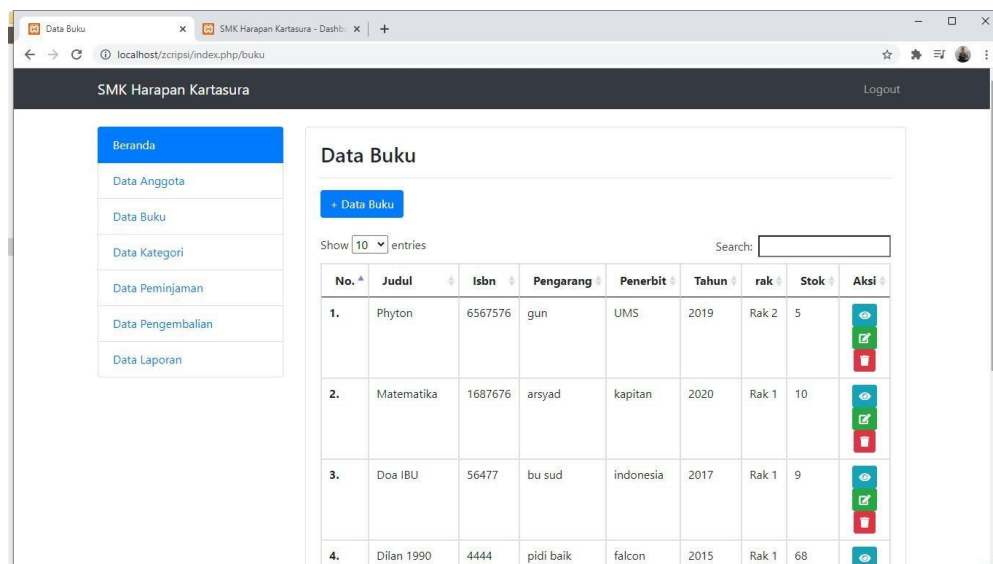 Data Buku
SMK Harapan Kartasura - Dashb
localhost/zcripsi/index.php/buku
SMK Harapan Kartasura
Logout
Beranda
Data Anggota
Data Buku
Data Kategori
Data Peminjaman
Data Pengembalian
Data Laporan
Data Buku
+ Data Buku
Show 10 entries
Search:
No. Judul Isbn Pengarang Penerbit Tahun rak Stok Aksi
1. Phyton 6567576 gun UMS 2019 Rak 2 5
2. Matematika 1687676 arsyad kapitan 2020 Rak 1 10
3. Doa IBU 56477 bu sud indonesia 2017 Rak 1 9
4. Dilan 1990 4444 pidi baik falcon 2015 Rak 1 68